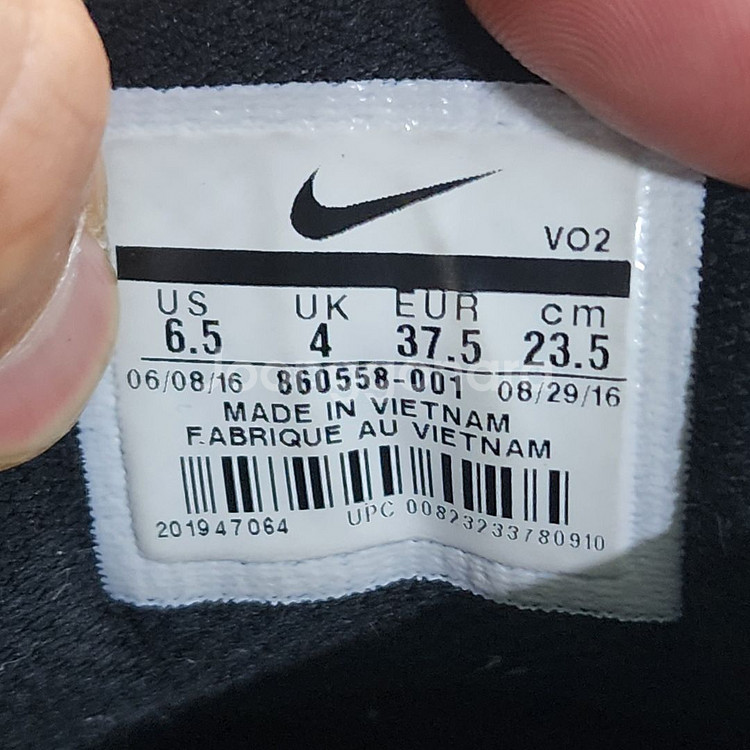 VO2
US UK EUR cm
6.5 4 37.5 23.5
06/08/16 860558-001 08/29/16
MADE IN VIETNAM
FABRIQUE AU VIETNAM
201947064 UPC 00823233780910